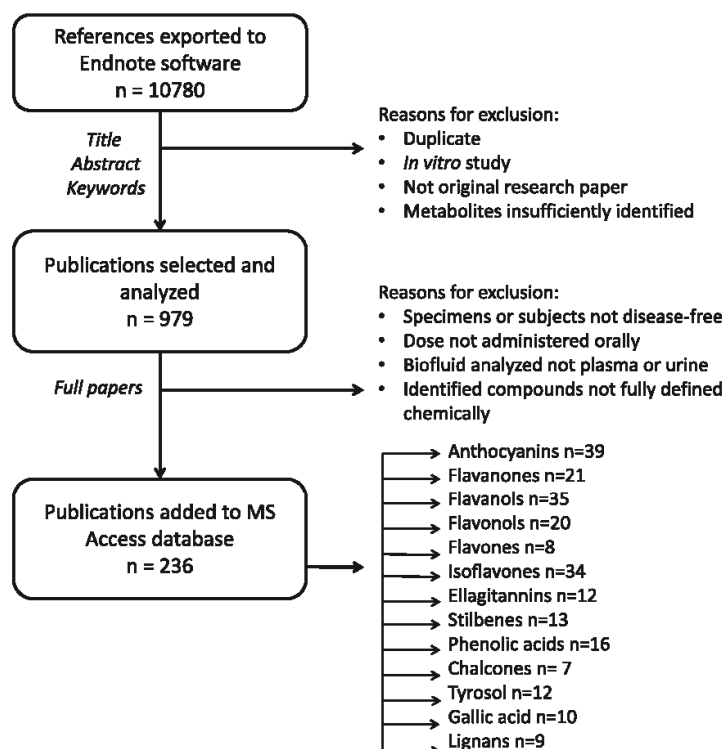 References exported to
Endnote software
n = 10780
Title
Abstract
Keywords
Reasons for exclusion:
• Duplicate
• In vitro study
• Not original research paper
• Metabolites insufficiently identified
Publications selected and
analyzed
n = 979
Full papers
Reasons for exclusion:
• Specimens or subjects not disease-free
• Dose not administered orally
• Biofluid analyzed not plasma or urine
• Identified compounds not fully defined
chemically
Publications added to MS
Access database
n = 236
Anthocyanins n=39
Flavanones n=21
Flavanols n=35
Flavonols n=20
Flavones n=8
Isoflavones n=34
Ellagitannins n=12
Stilbenes n=13
Phenolic acids n=16
Chalcones n= 7
Tyrosol n=12
Gallic acid n=10
Lignans n=9